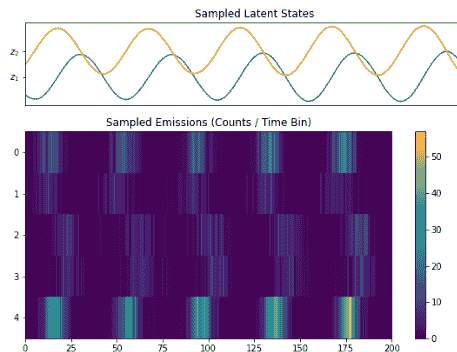 Sampled Latent States
z₂
z₁
Sampled Emissions (Counts / Time Bin)
0
1
2
3
4
0 25 50 75 100 125 150 175 200
50
40
30
20
10
0